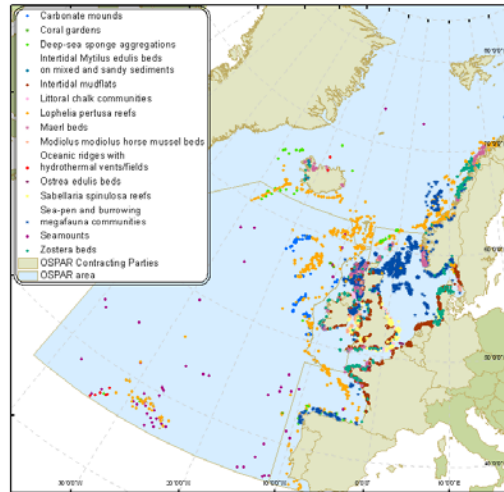 Carbonate mounds
Coral gardens
Deep-sea sponge aggregations
Intertidal Mytilus edulis beds
on mixed and sandy sediments
Intertidal mudflats
Littoral chalk communities
Lophelia pertusa reefs
Maerl beds
Modiolus modiolus horse mussel beds
Oceanic ridges with
hydrothermal vents/fields
Ostrea edulis beds
Sabellaria spinulosa reefs
Sea-pen and burrowing
megafauna communities
Seamounts
Zostera beds
OSPAR Contracting Parties
OSPAR area